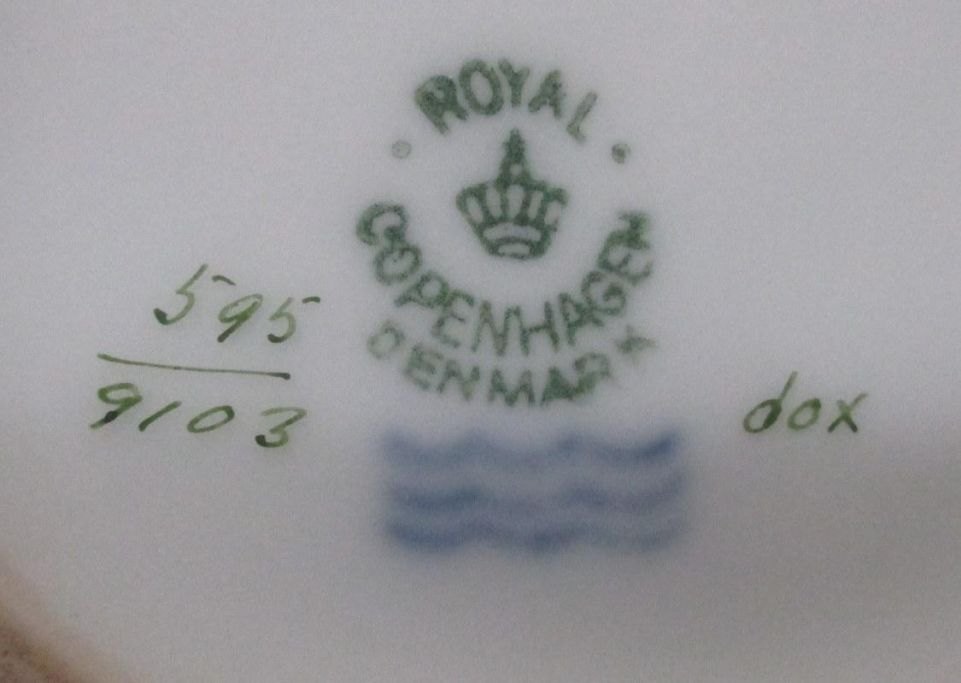 ROYAL
COPENHAGEN
DENMARK
595
9103
dox